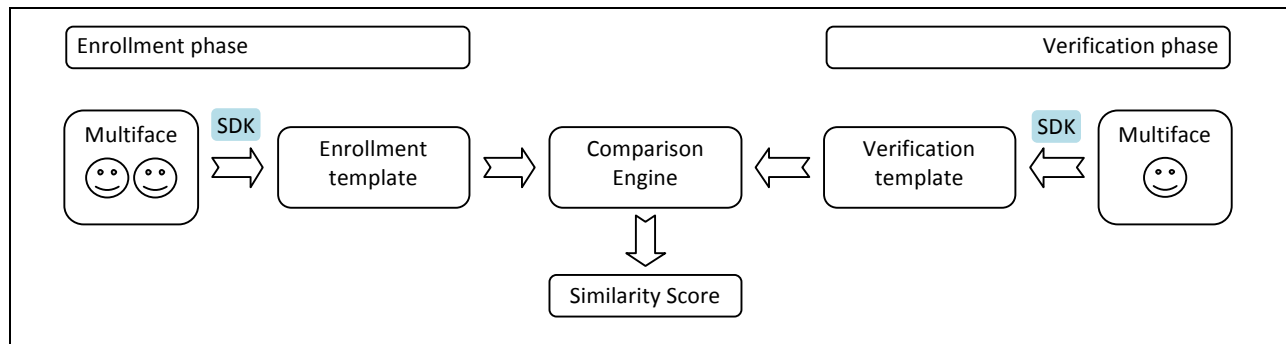 Enrollment phase
Verification phase
Multiface
SDK
Enrollment
template
Comparison
Engine
Verification
template
SDK
Multiface
Similarity Score